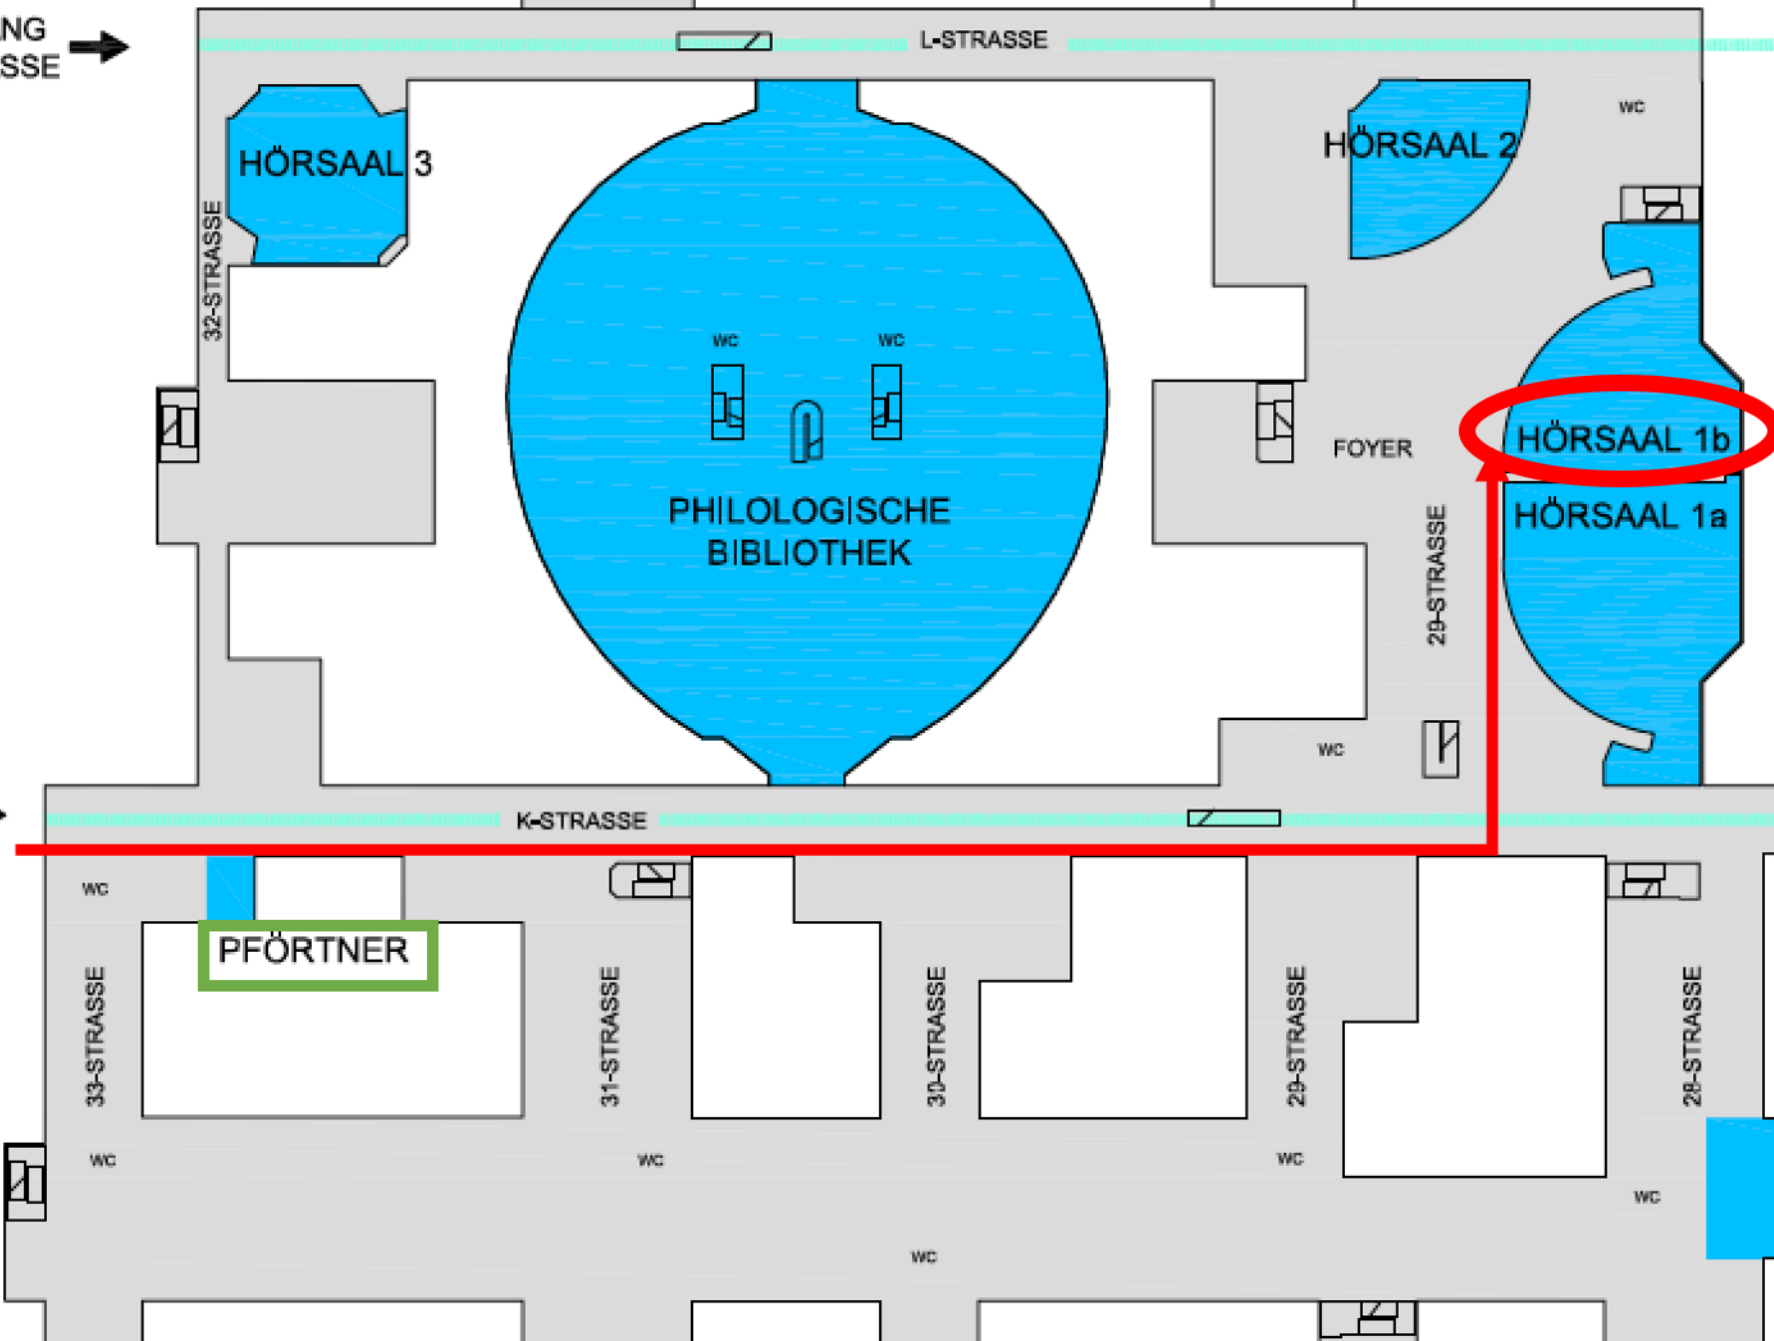 NG
SSE
L-STRASSE
WC
HÖRSAAL 3
HÖRSAAL 2
32-STRASSE
WC
WC
FOYER
HÖRSAAL 1b
PHILOLOGISCHE
BIBLIOTHEK
HÖRSAAL 1a
29-STRASSE
WC
K-STRASSE
WC
PFÖRTNER
33-STRASSE
31-STRASSE
30-STRASSE
29-STRASSE
28-STRASSE
WC
WC
WC
WC
WC